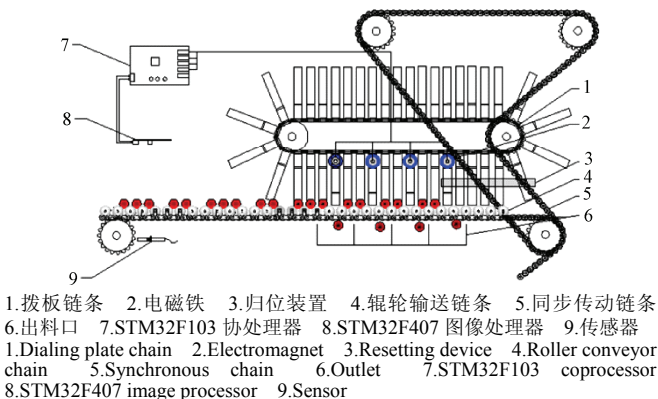 7
8
1
2
3
4
5
6
9
1.拨板链条 2.电磁铁 3.归位装置 4.辊轮输送链条 5.同步传动链条
6.出料口 7.STM32F103 协处理器 8.STM32F407 图像处理器 9.传感器
1.Dialing plate chain 2.Electromagnet 3.Resetting device 4.Roller conveyor
chain 5.Synchronous chain 6.Outlet 7.STM32F103 coprocessor
8.STM32F407 image processor 9.Sensor